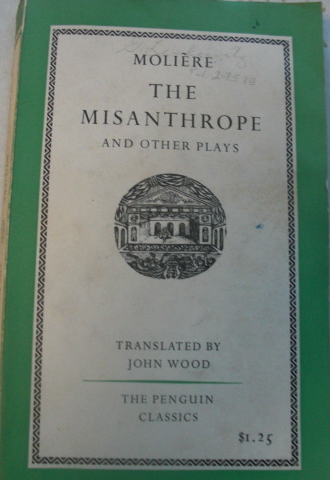 MOLIÈRE
THE
MISANTHROPE
AND OTHER PLAYS
TRANSLATED BY
JOHN WOOD
THE PENGUIN
CLASSICS
$1.25